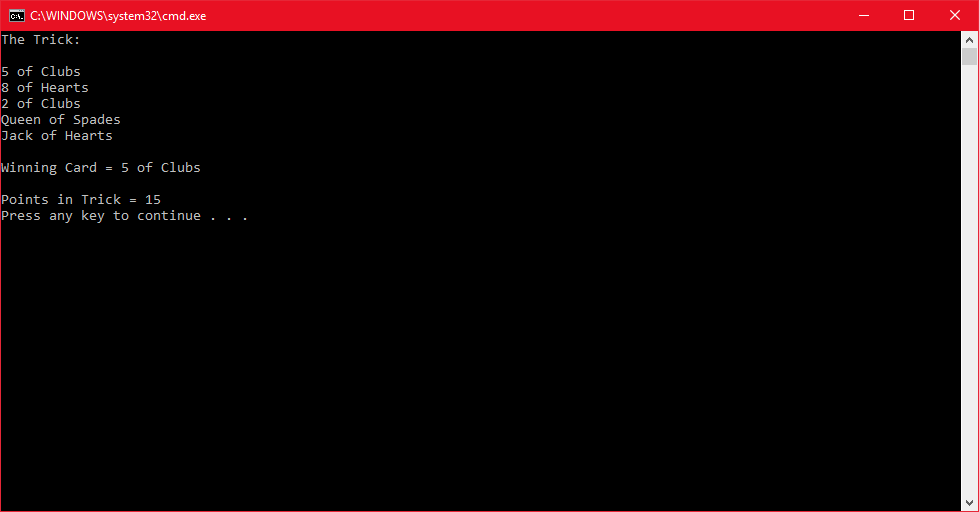 C:\WINDOWS\system32\cmd.exe
The Trick:
5 of Clubs
8 of Hearts
2 of Clubs
Queen of Spades
Jack of Hearts
Winning Card = 5 of Clubs
Points in Trick = 15
Press any key to continue . . .